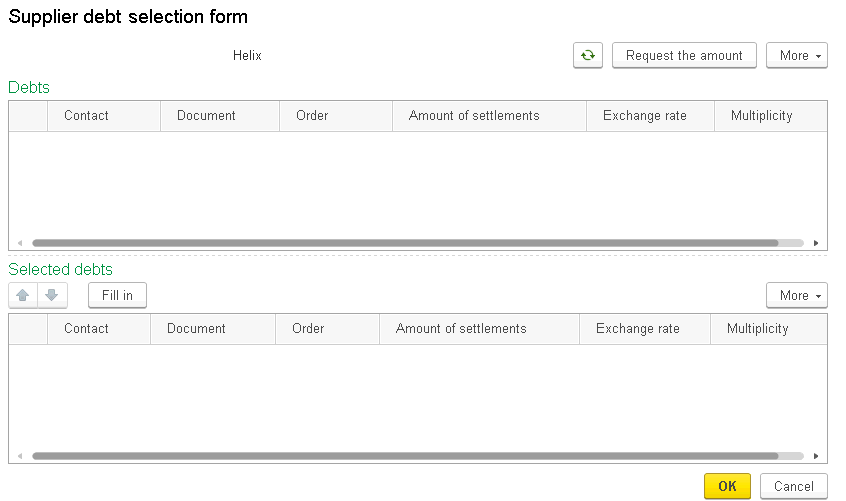 Supplier debt selection form
Helix Request the amount More
Debts
Contact Document Order Amount of settlements Exchange rate Multiplicity
Selected debts
Fill in More
Contact Document Order Amount of settlements Exchange rate Multiplicity
OK Cancel